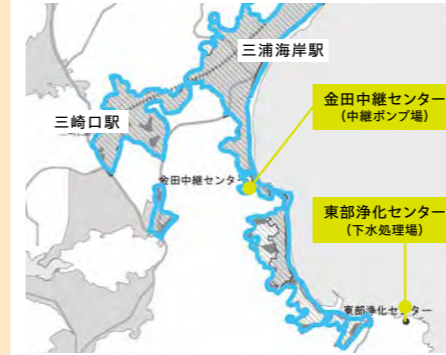 三浦海岸駅
金田中継センター
(中継ポンプ場)
三崎口駅
金田中継センター
東部浄化センター
(下水処理場)
東部浄化センター